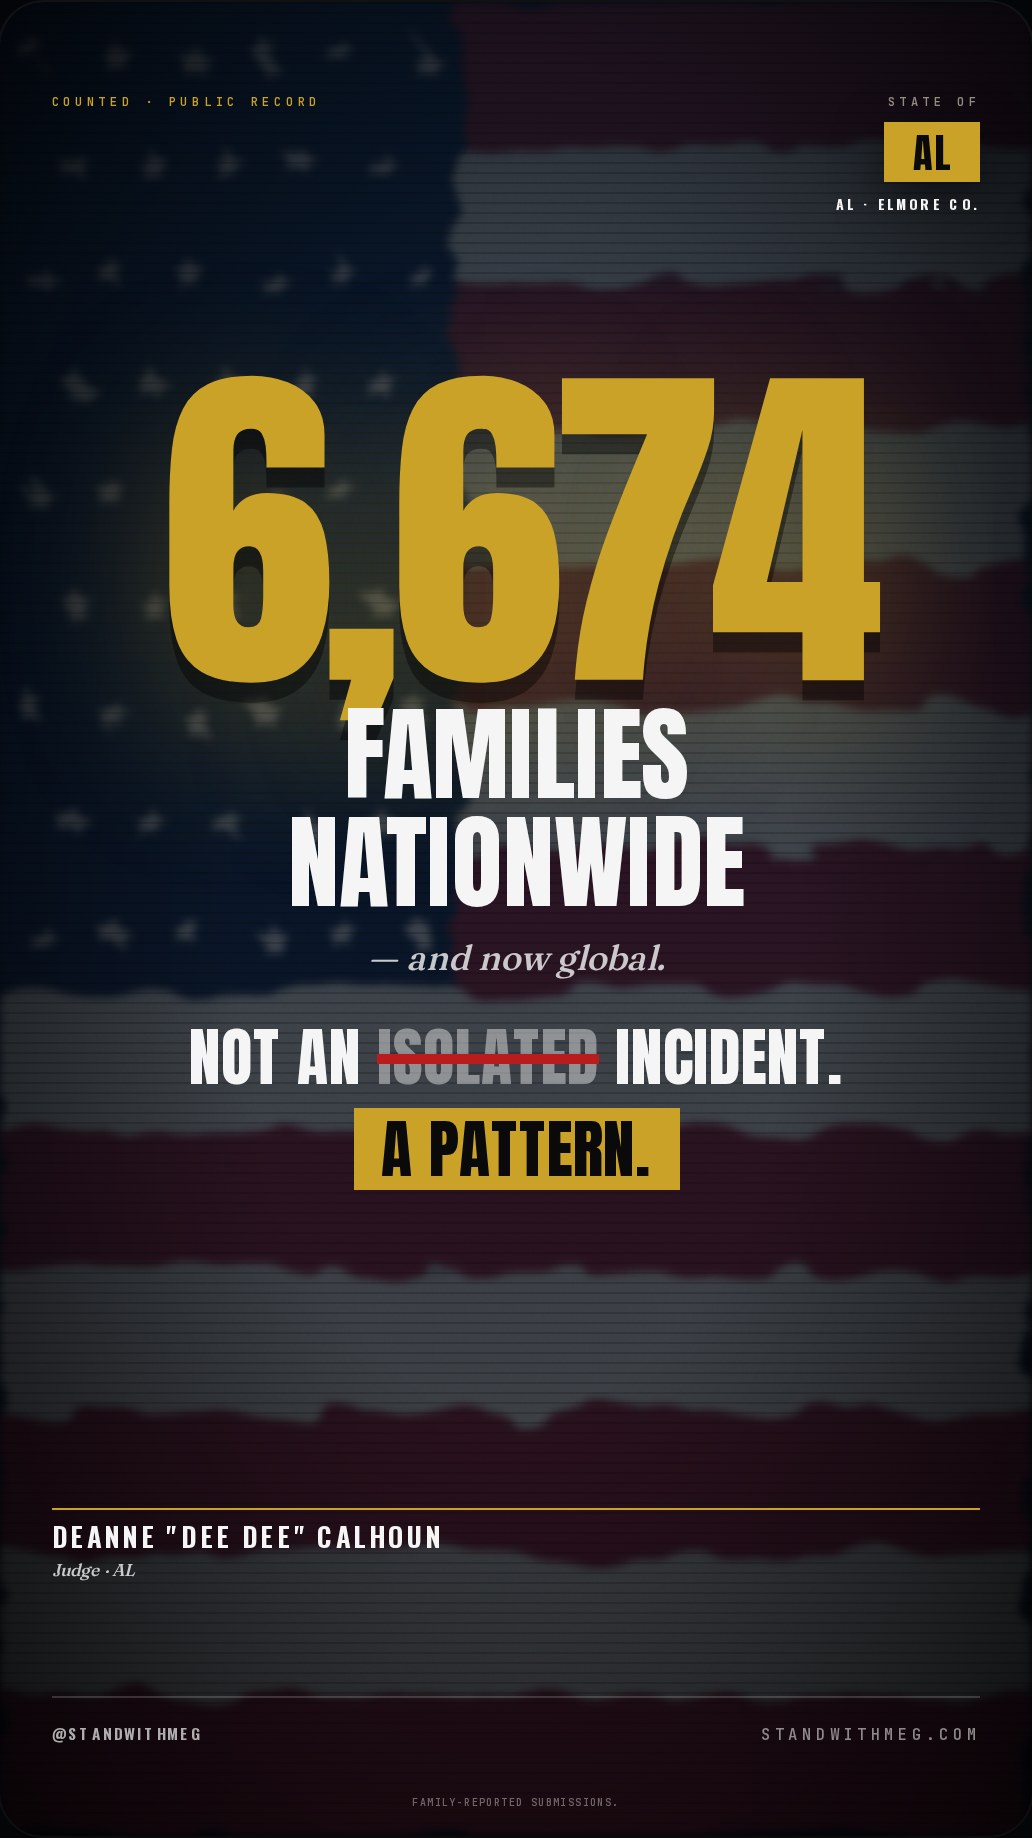 COUNTED · PUBLIC RECORD
STATE OF
AL
AL · ELMORE CO.
6,674
FAMILIES
NATIONWIDE
— and now global.
NOT AN ISOLATED INCIDENT.
A PATTERN.
DEANNE "DEE DEE" CALHOUN
Judge · AL
@STANDWITHMEG
STANDWITHMEG.COM
FAMILY-REPORTED SUBMISSIONS.